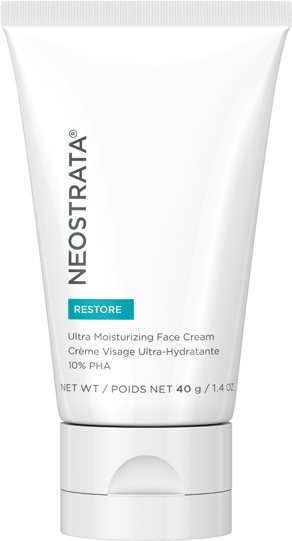 NEOSTRATA®
RESTORE
Ultra Moisturizing Face Cream
Crème Visage Ultra-Hydratante
10% PHA
NET WT / POIDS NET 40 g / 1.4 OZ